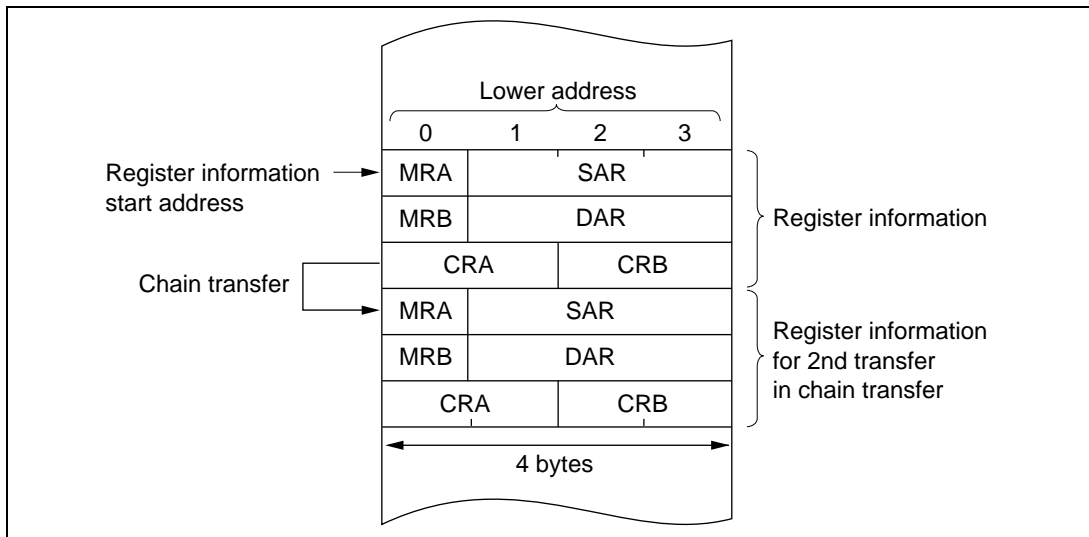 Lower address
0 1 2 3
Register information
start address
MRA SAR
MRB DAR
Register information
CRA CRB
Chain transfer
MRA SAR
MRB DAR
CRA CRB
Register information
for 2nd transfer
in chain transfer
4 bytes